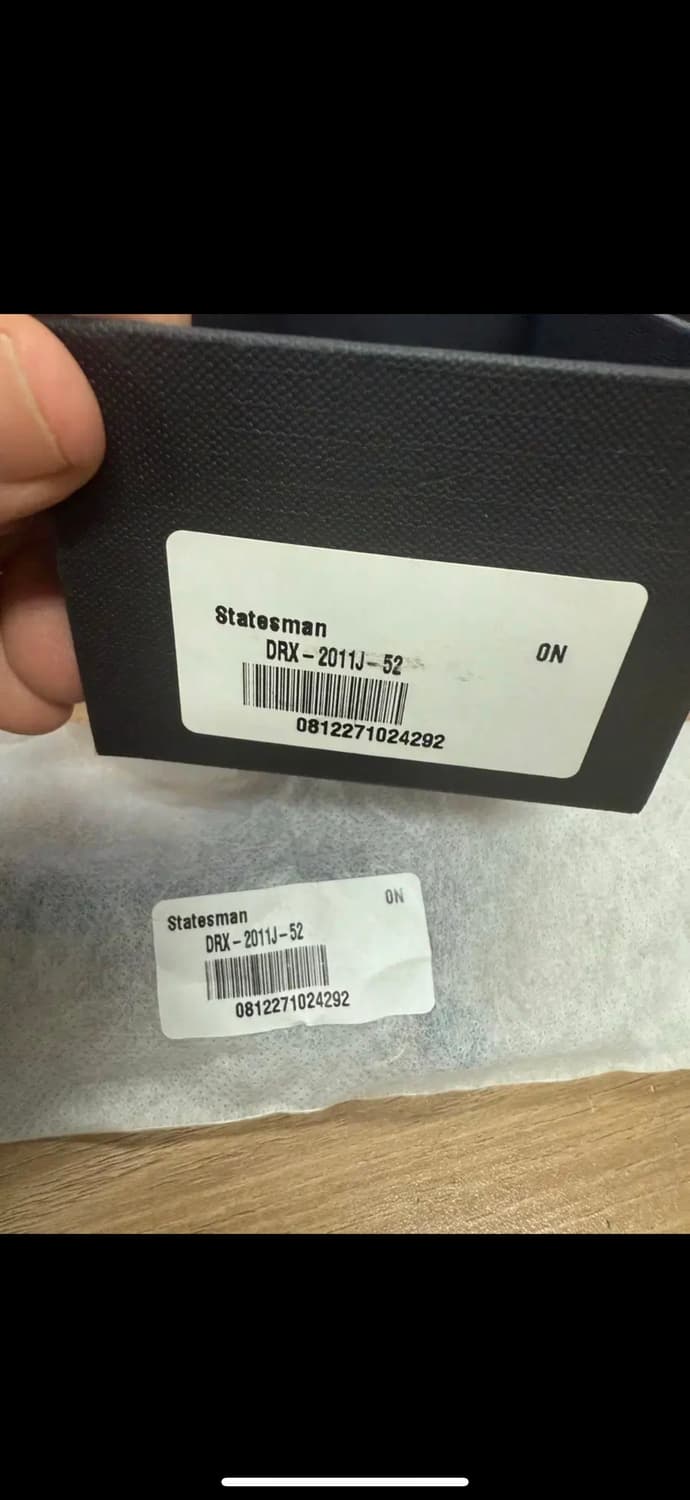 Statesman
DRX-2011J-52
ON
0812271024292
Statesman
DRX-2011J-52
ON
0812271024292